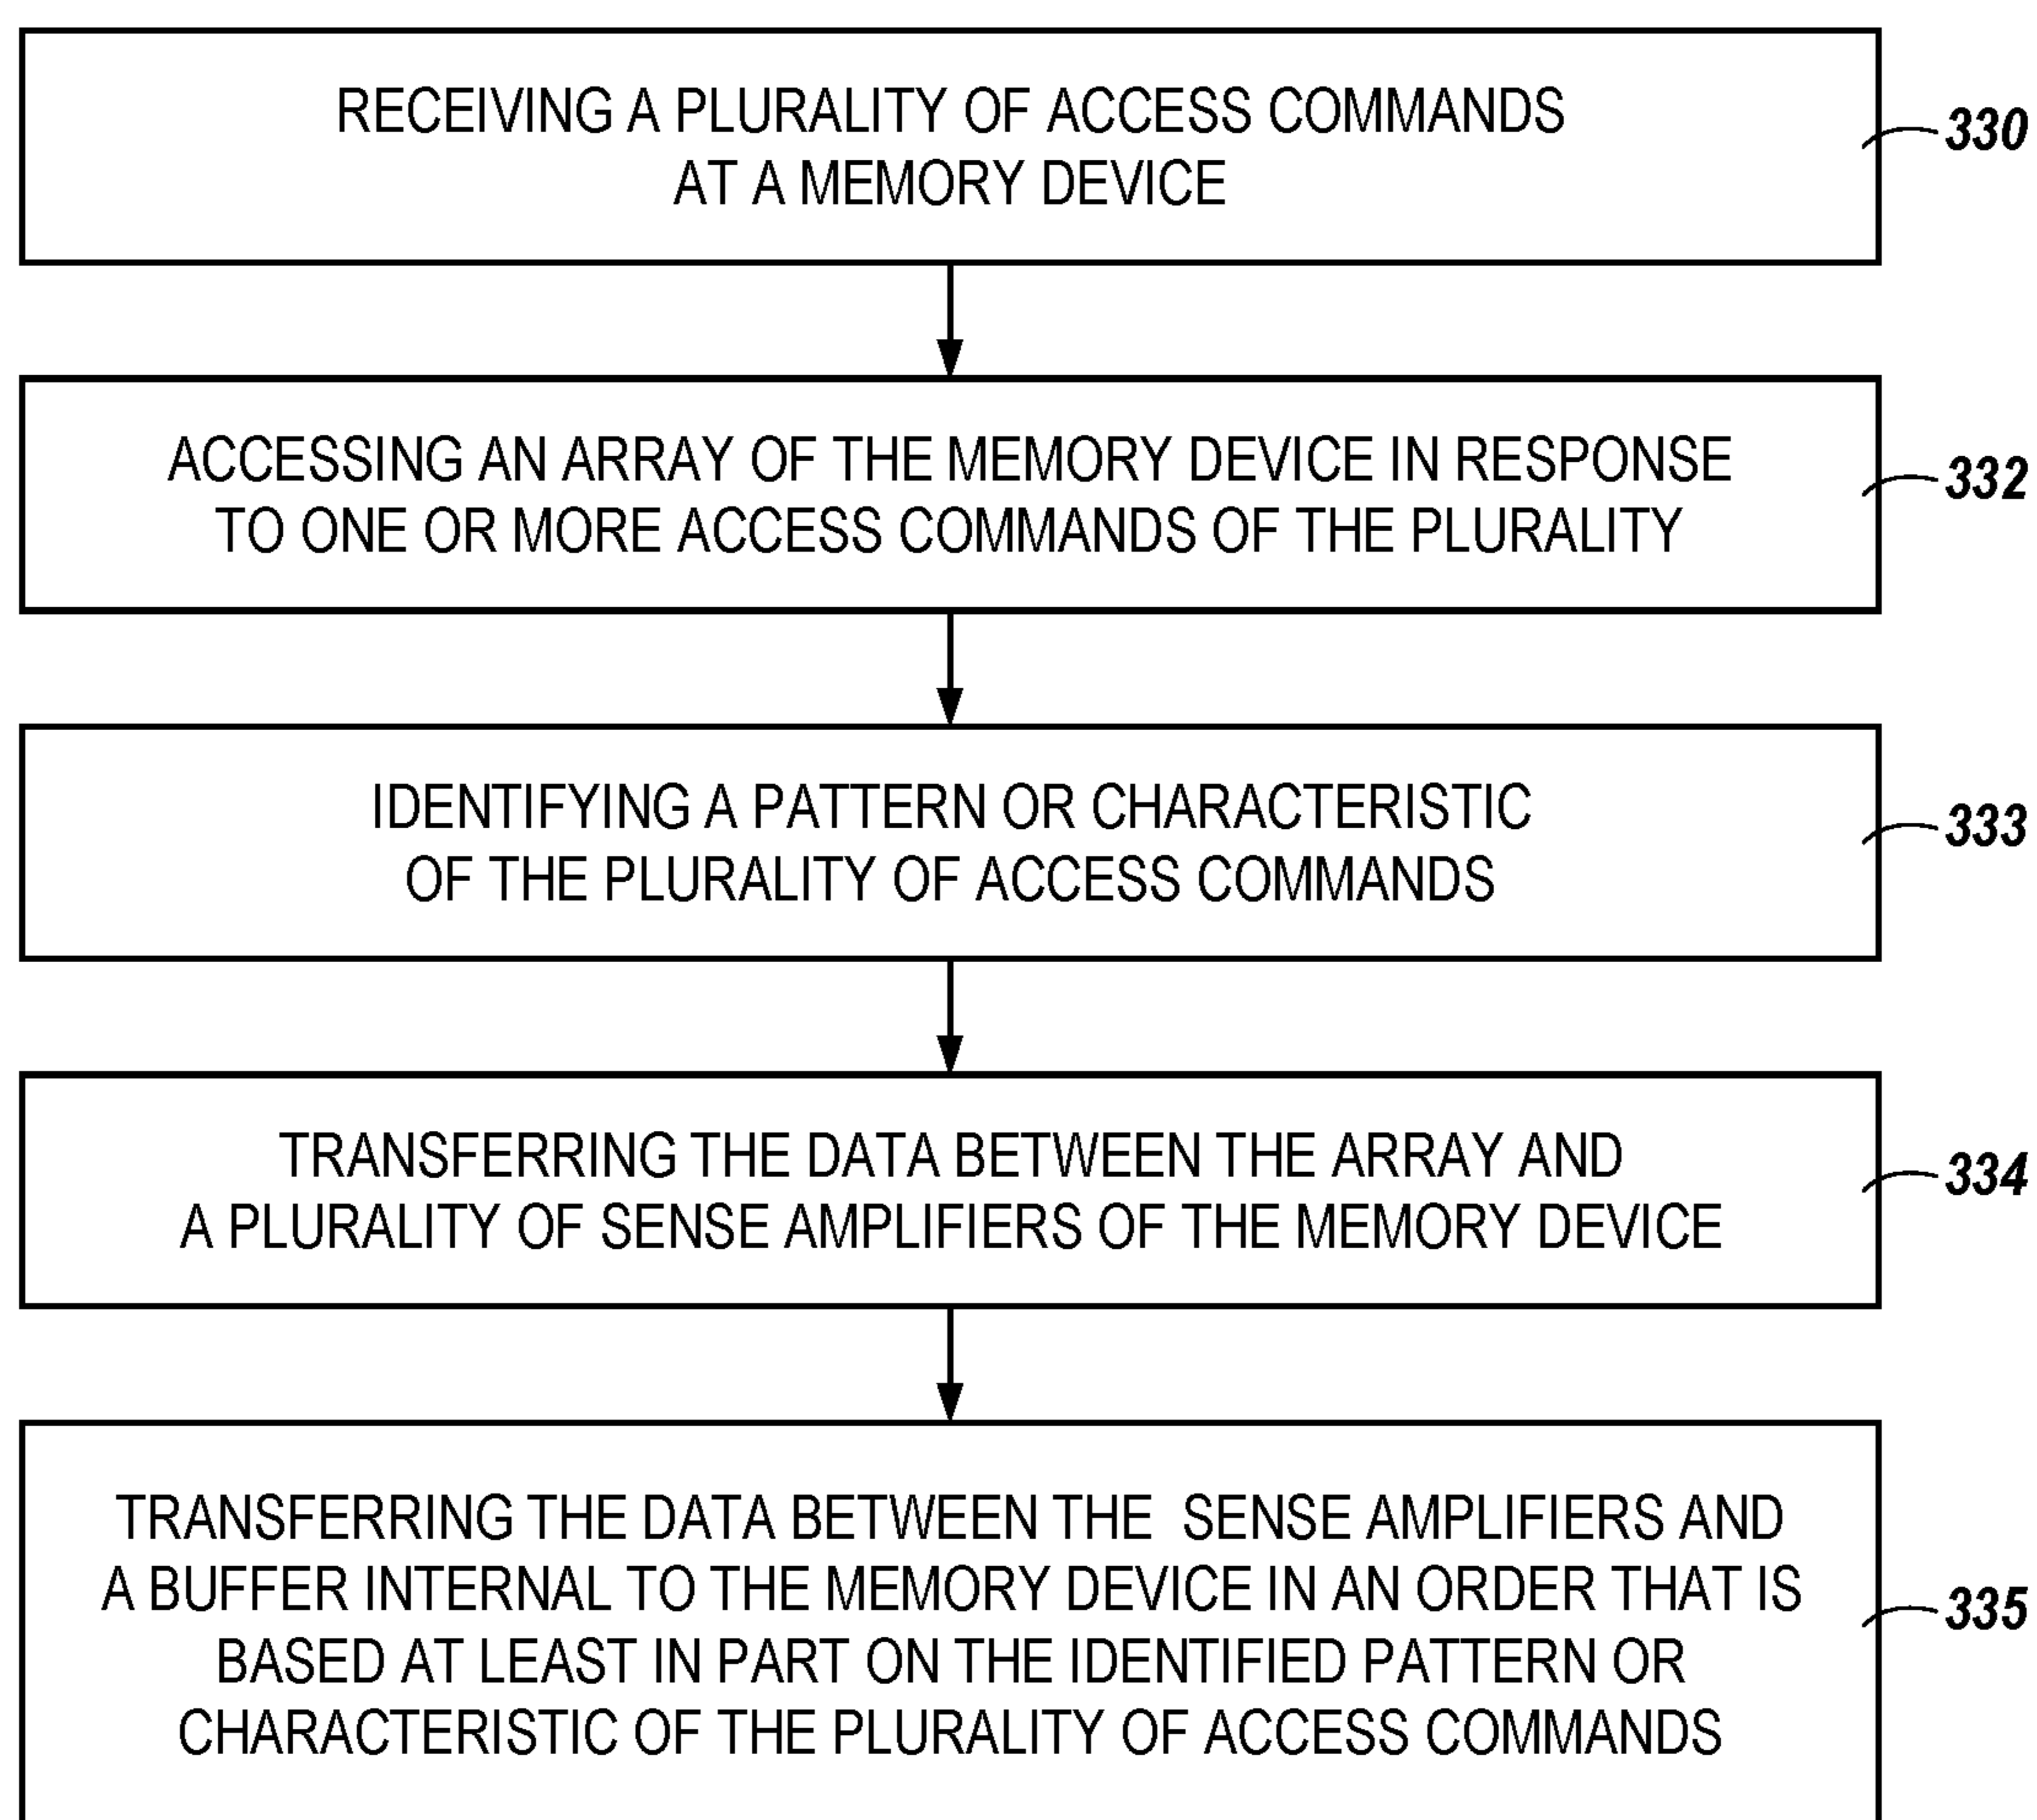 RECEIVING A PLURALITY OF ACCESS COMMANDS
AT A MEMORY DEVICE
330
ACCESSING AN ARRAY OF THE MEMORY DEVICE IN RESPONSE
TO ONE OR MORE ACCESS COMMANDS OF THE PLURALITY
332
IDENTIFYING A PATTERN OR CHARACTERISTIC
OF THE PLURALITY OF ACCESS COMMANDS
333
TRANSFERRING THE DATA BETWEEN THE ARRAY AND
A PLURALITY OF SENSE AMPLIFIERS OF THE MEMORY DEVICE
334
TRANSFERRING THE DATA BETWEEN THE SENSE AMPLIFIERS AND
A BUFFER INTERNAL TO THE MEMORY DEVICE IN AN ORDER THAT IS
BASED AT LEAST IN PART ON THE IDENTIFIED PATTERN OR
CHARACTERISTIC OF THE PLURALITY OF ACCESS COMMANDS
335